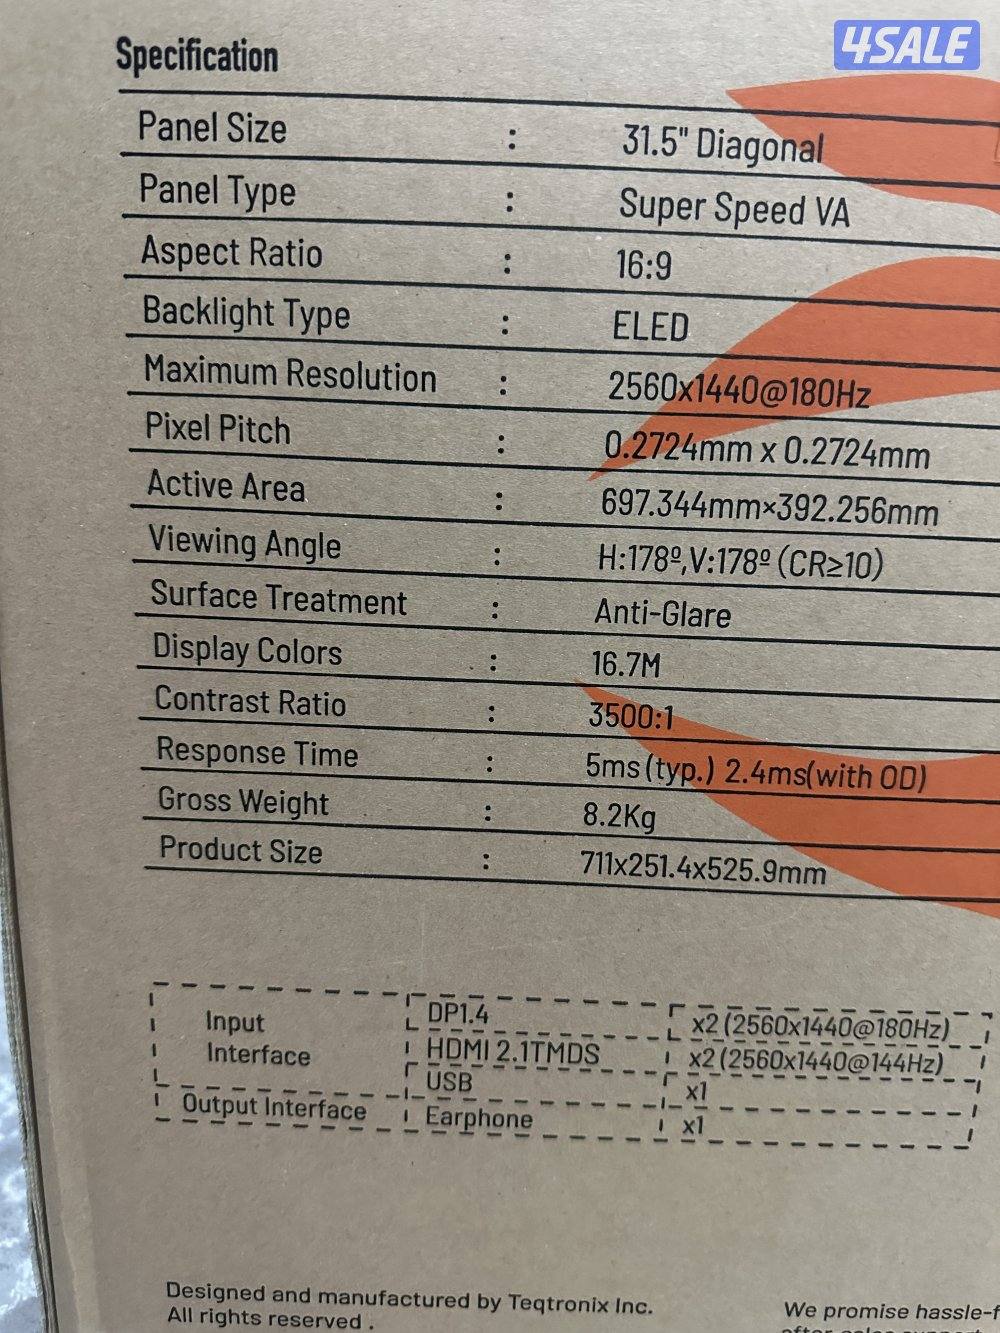 4SALE
Specification
Panel Size : 31.5" Diagonal
Panel Type : Super Speed VA
Aspect Ratio : 16:9
Backlight Type : ELED
Maximum Resolution : 2560x1440@180Hz
Pixel Pitch : 0.2724mm x 0.2724mm
Active Area : 697.344mm×392.256mm
Viewing Angle : H:178º,V:178º (CR≥10)
Surface Treatment : Anti-Glare
Display Colors : 16.7M
Contrast Ratio : 3500:1
Response Time : 5ms (typ.) 2.4ms(with OD)
Gross Weight : 8.2Kg
Product Size : 711x251.4x525.9mm
Input Interface
DP1.4 x2 (2560x1440@180Hz)
HDMI 2.1TMDS x2 (2560x1440@144Hz)
USB x1
Output Interface Earphone x1
Designed and manufactured by Teqtronix Inc.
All rights reserved .
We promise hassle-f